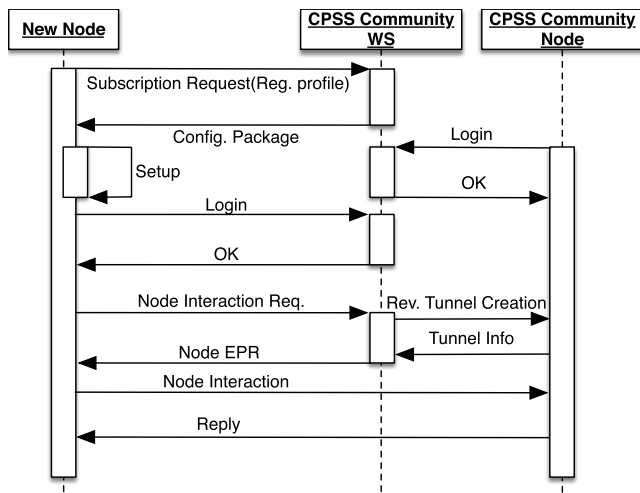 New Node
CPSS Community
WS
CPSS Community
Node
Subscription Request(Reg. profile)
Config. Package
Login
Setup
OK
Login
OK
Node Interaction Req.
Rev. Tunnel Creation
Tunnel Info
Node EPR
Node Interaction
Reply